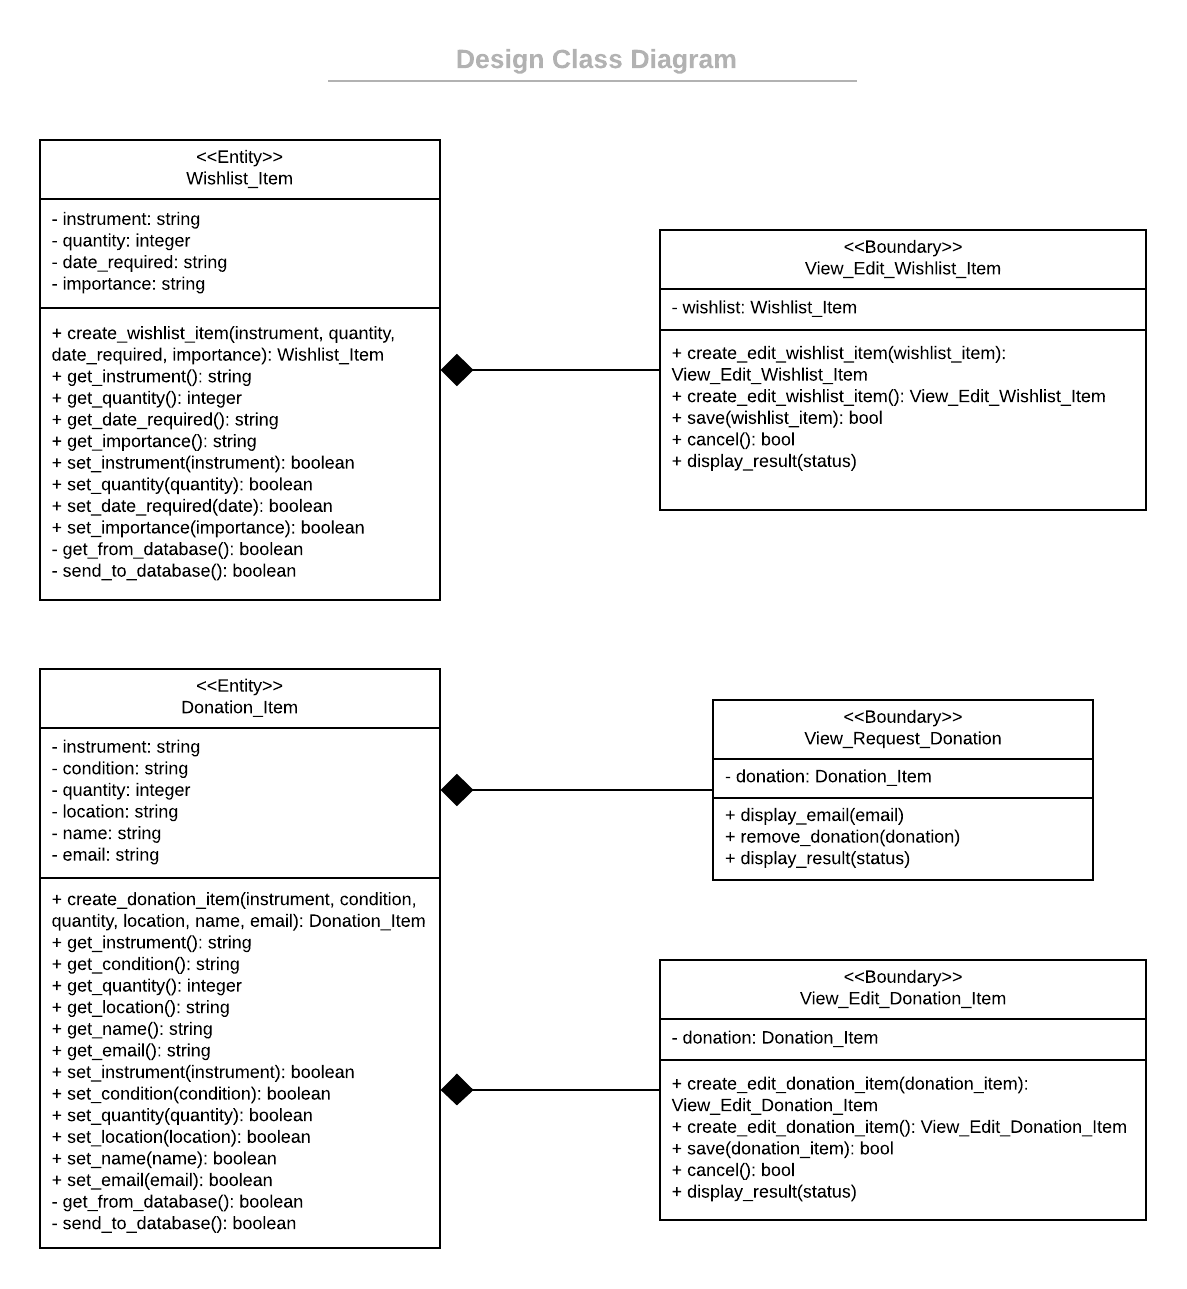 Design Class Diagram
<<Entity>>
Wishlist_Item
- instrument: string
- quantity: integer
- date_required: string
- importance: string
+ create_wishlist_item(instrument, quantity,
date_required, importance): Wishlist_Item
+ get_instrument(): string
+ get_quantity(): integer
+ get_date_required(): string
+ get_importance(): string
+ set_instrument(instrument): boolean
+ set_quantity(quantity): boolean
+ set_date_required(date): boolean
+ set_importance(importance): boolean
- get_from_database(): boolean
- send_to_database(): boolean
<<Boundary>>
View_Edit_Wishlist_Item
- wishlist: Wishlist_Item
+ create_edit_wishlist_item(wishlist_item):
View_Edit_Wishlist_Item
+ create_edit_wishlist_item(): View_Edit_Wishlist_Item
+ save(wishlist_item): bool
+ cancel(): bool
+ display_result(status)
<<Entity>>
Donation_Item
- instrument: string
- condition: string
- quantity: integer
- location: string
- name: string
- email: string
+ create_donation_item(instrument, condition,
quantity, location, name, email): Donation_Item
+ get_instrument(): string
+ get_condition(): string
+ get_quantity(): integer
+ get_location(): string
+ get_name(): string
+ get_email(): string
+ set_instrument(instrument): boolean
+ set_condition(condition): boolean
+ set_quantity(quantity): boolean
+ set_location(location): boolean
+ set_name(name): boolean
+ set_email(email): boolean
- get_from_database(): boolean
- send_to_database(): boolean
<<Boundary>>
View_Request_Donation
- donation: Donation_Item
+ display_email(email)
+ remove_donation(donation)
+ display_result(status)
<<Boundary>>
View_Edit_Donation_Item
- donation: Donation_Item
+ create_edit_donation_item(donation_item):
View_Edit_Donation_Item
+ create_edit_donation_item(): View_Edit_Donation_Item
+ save(donation_item): bool
+ cancel(): bool
+ display_result(status)